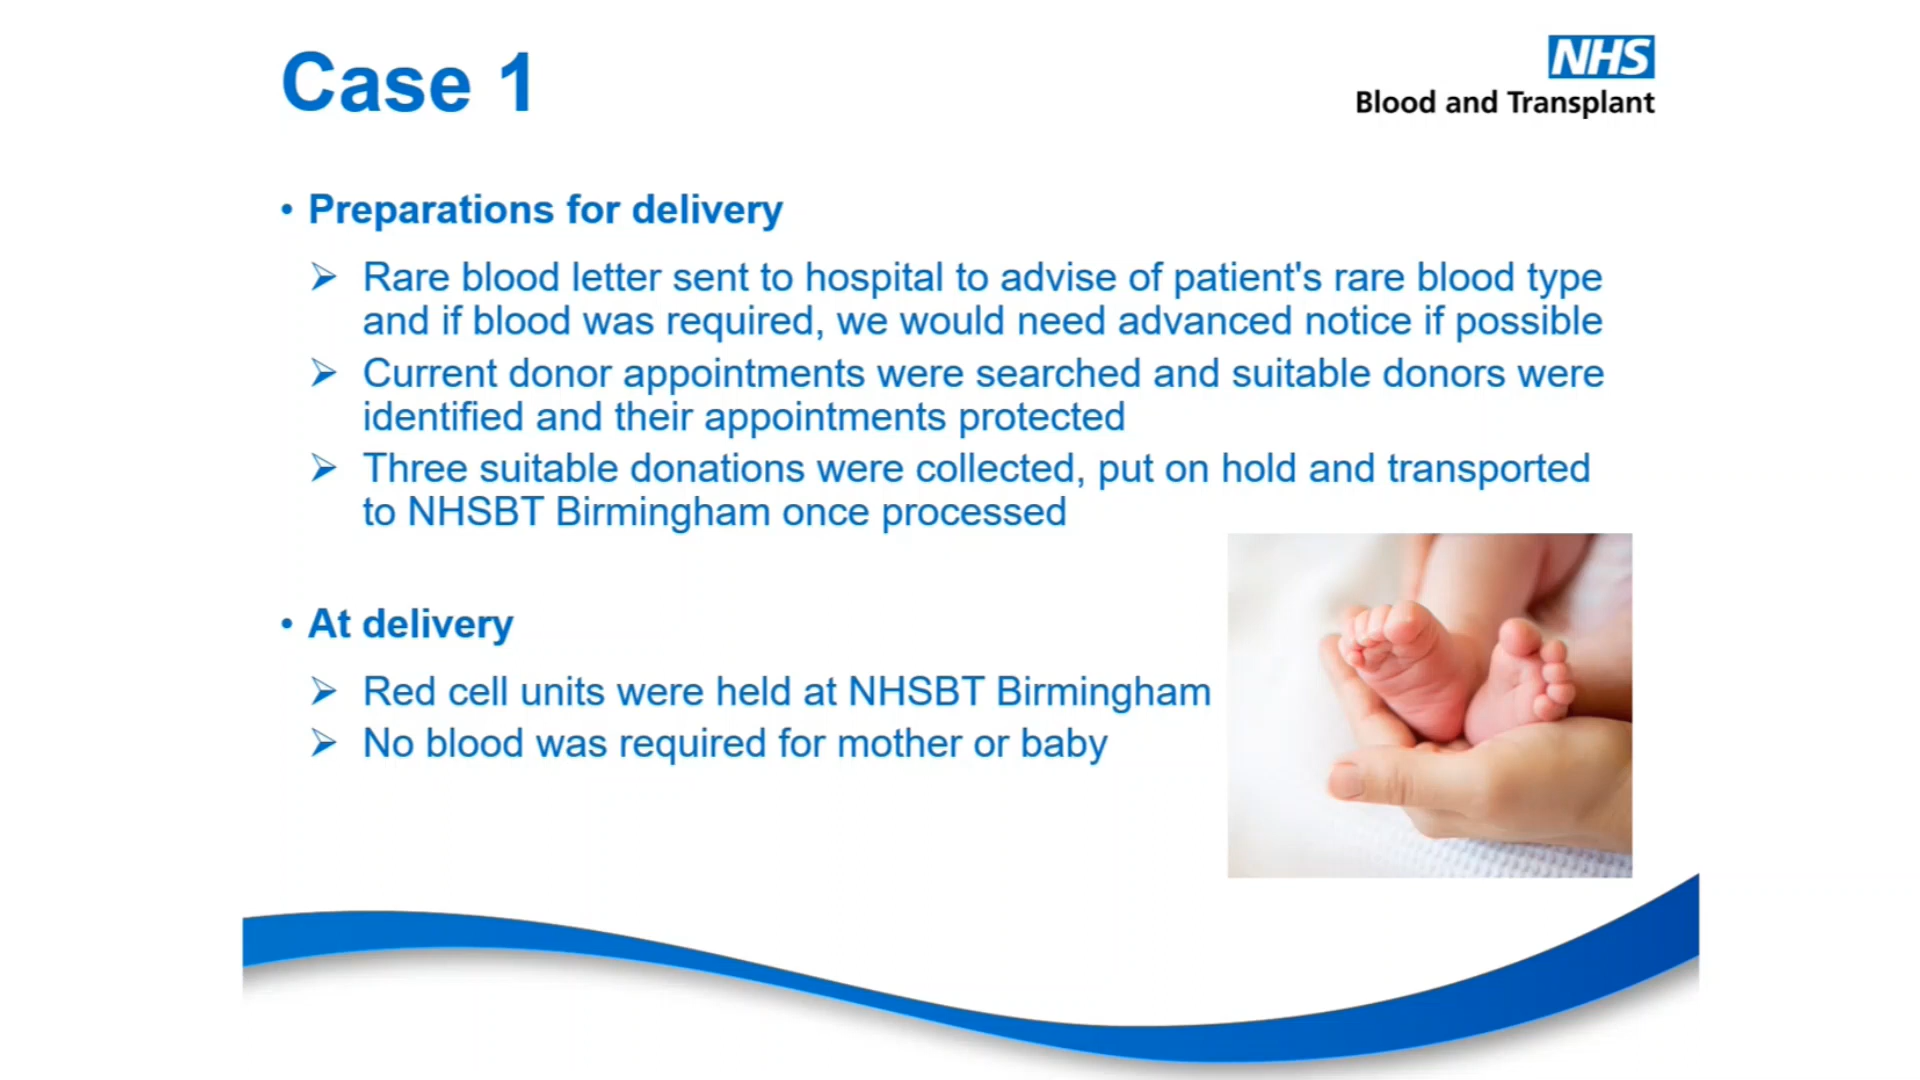 Case 1
NHS
Blood and Transplant
• Preparations for delivery
➢ Rare blood letter sent to hospital to advise of patient's rare blood type
and if blood was required, we would need advanced notice if possible
➢ Current donor appointments were searched and suitable donors were
identified and their appointments protected
➢ Three suitable donations were collected, put on hold and transported
to NHSBT Birmingham once processed
• At delivery
➢ Red cell units were held at NHSBT Birmingham
➢ No blood was required for mother or baby